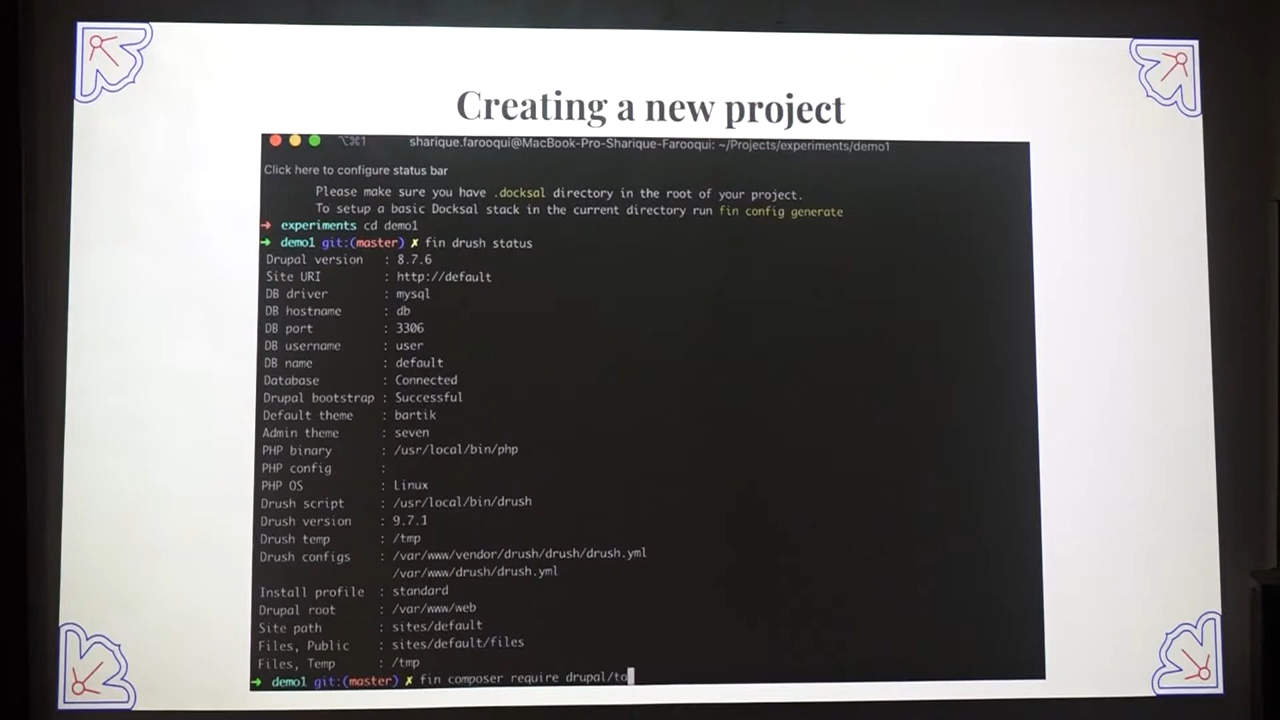 Creating a new project
⌥⌘1 sharique.farooqui@MacBook-Pro-Sharique-Farooqui: ~/Projects/experiments/demo1
Click here to configure status bar
Please make sure you have .docksal directory in the root of your project.
To setup a basic Docksal stack in the current directory run fin config generate
➜ experiments cd demo1
➜ demo1 git:(master) ✗ fin drush status
Drupal version : 8.7.6
Site URI : http://default
DB driver : mysql
DB hostname : db
DB port : 3306
DB username : user
DB name : default
Database : Connected
Drupal bootstrap : Successful
Default theme : bartik
Admin theme : seven
PHP binary : /usr/local/bin/php
PHP config :
PHP OS : Linux
Drush script : /usr/local/bin/drush
Drush version : 9.7.1
Drush temp : /tmp
Drush configs : /var/www/vendor/drush/drush/drush.yml
/var/www/drush/drush.yml
Install profile : standard
Drupal root : /var/www/web
Site path : sites/default
Files, Public : sites/default/files
Files, Temp : /tmp
➜ demo1 git:(master) ✗ fin composer require drupal/to